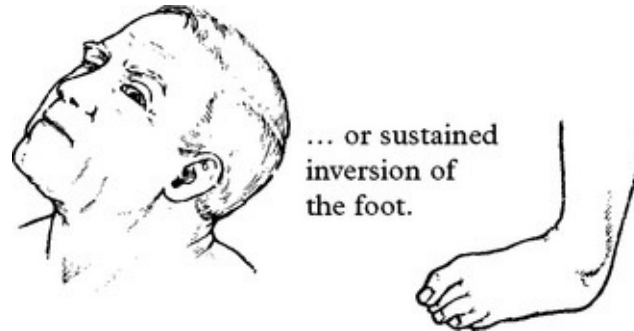 ... or sustained
inversion of
the foot.